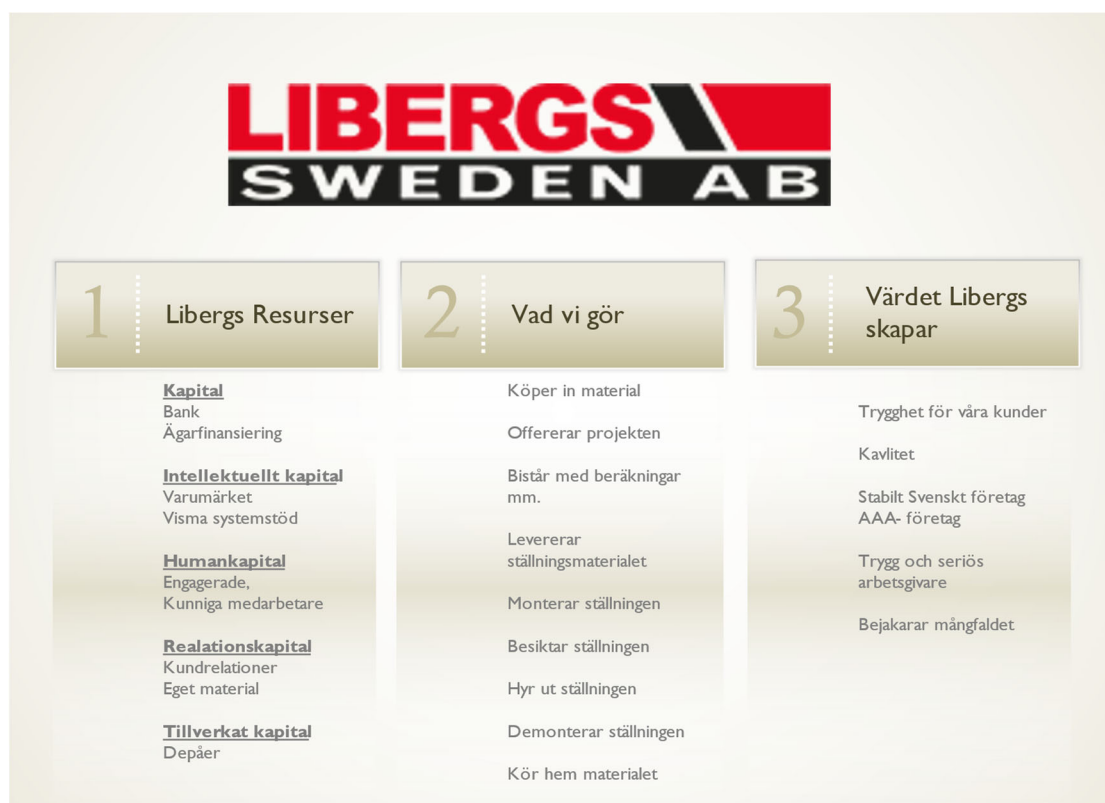 LIBERGS
SWEDEN AB
1
Libergs Resurser
Kapital
Bank
Ägarfinansiering
Intellektuellt kapital
Varumärket
Visma systemstöd
Humankapital
Engagerade,
Kunniga medarbetare
Realationskapital
Kundrelationer
Eget material
Tillverkat kapital
Depåer
2
Vad vi gör
Köper in material
Offererar projekten
Bistår med beräkningar
mm.
Levererar
ställningsmaterialet
Monterar ställningen
Besiktar ställningen
Hyr ut ställningen
Demonterar ställningen
Kör hem materialet
3
Värdet Libergs
skapar
Trygghet för våra kunder
Kavlitet
Stabilt Svenskt företag
AAA- företag
Trygg och seriös
arbetsgivare
Bejakarar mångfaldet